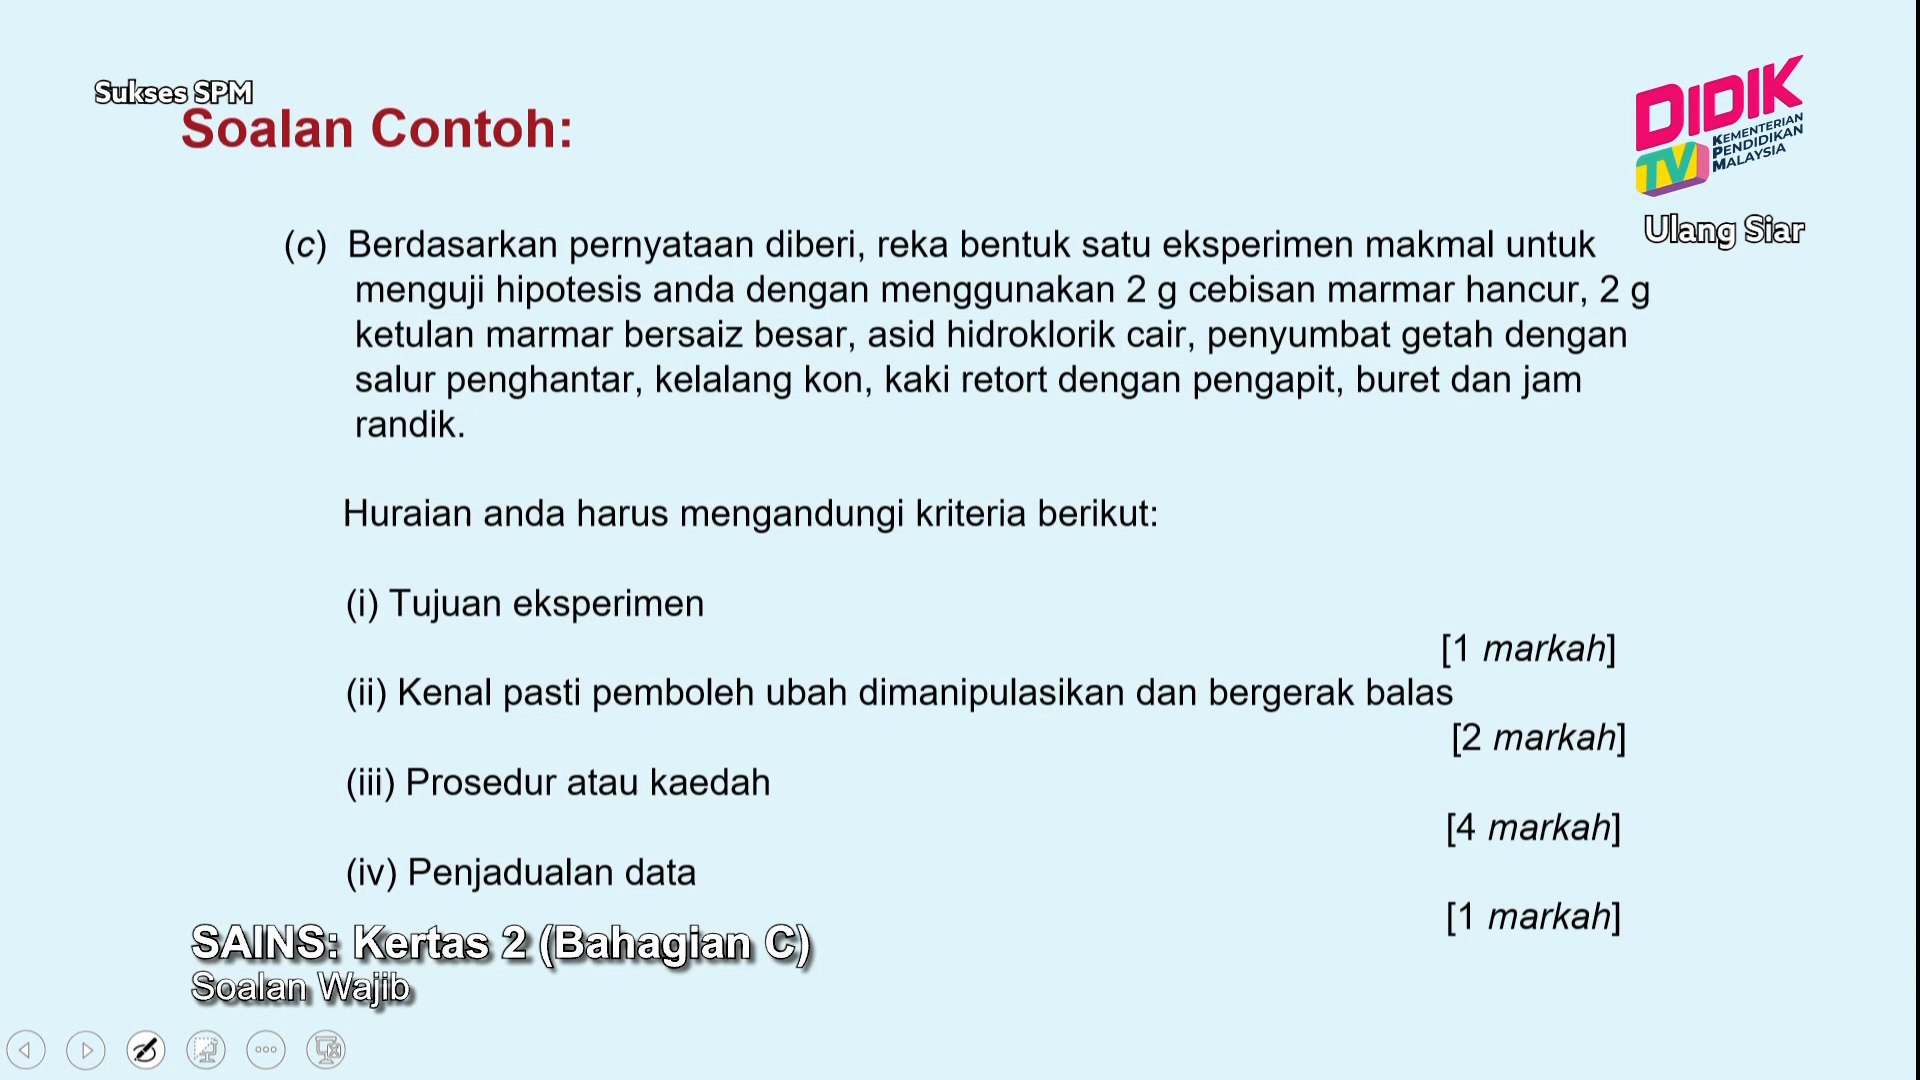 Sukses SPM
Soalan Contoh:
DIDIK
TV
KEMENTERIAN
PENDIDIKAN
MALAYSIA
Ulang Siar
(c) Berdasarkan pernyataan diberi, reka bentuk satu eksperimen makmal untuk
menguji hipotesis anda dengan menggunakan 2 g cebisan marmar hancur, 2 g
ketulan marmar bersaiz besar, asid hidroklorik cair, penyumbat getah dengan
salur penghantar, kelalang kon, kaki retort dengan pengapit, buret dan jam
randik.
Huraian anda harus mengandungi kriteria berikut:
(i) Tujuan eksperimen
[1 markah]
(ii) Kenal pasti pemboleh ubah dimanipulasikan dan bergerak balas
[2 markah]
(iii) Prosedur atau kaedah
[4 markah]
(iv) Penjadualan data
[1 markah]
SAINS: Kertas 2 (Bahagian C)
Soalan Wajib